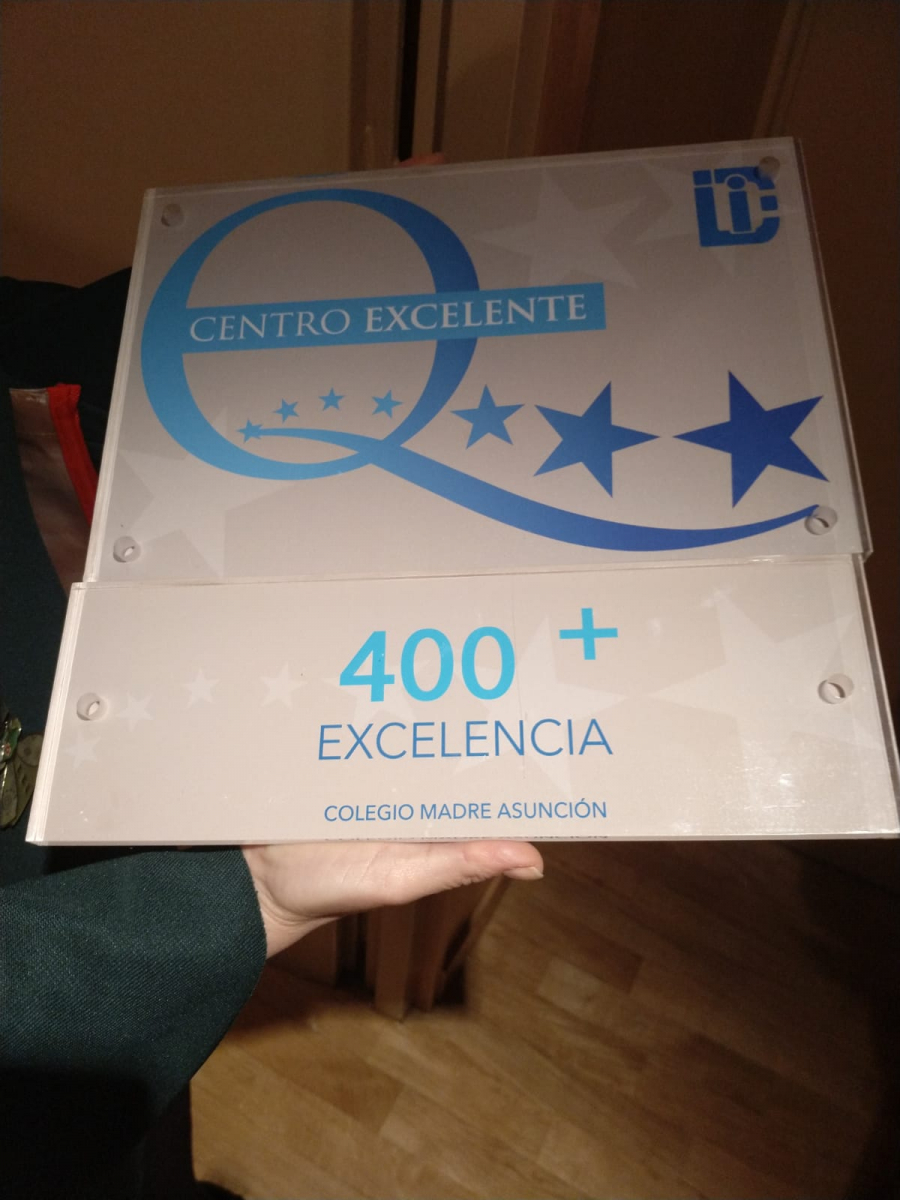 CENTRO EXCELENTE
400 +
EXCELENCIA
COLEGIO MADRE ASUNCIÓN